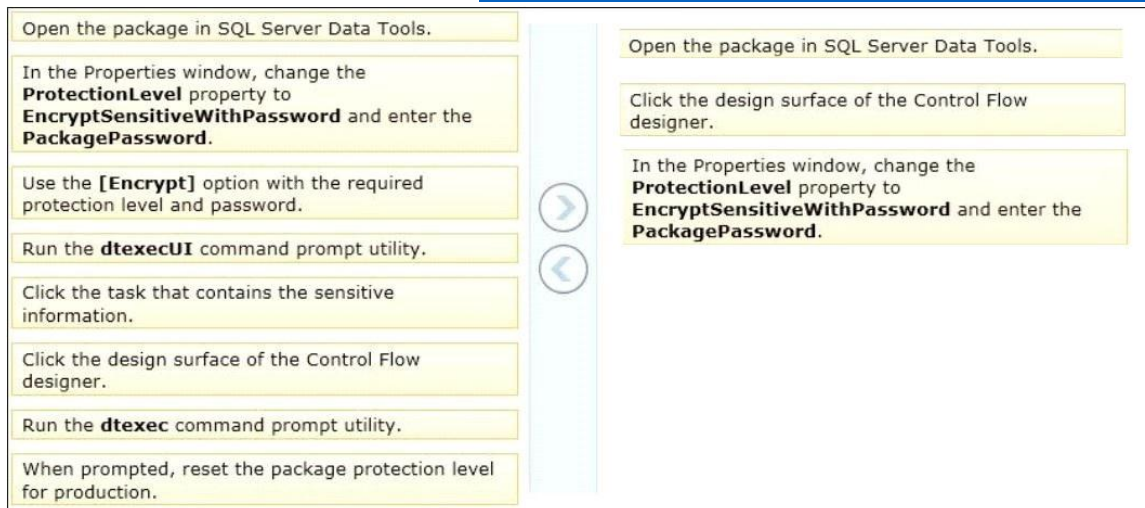 Open the package in SQL Server Data Tools.
In the Properties window, change the
ProtectionLevel property to
EncryptSensitiveWithPassword and enter the
PackagePassword.
Use the [Encrypt] option with the required
protection level and password.
Run the dtexecUI command prompt utility.
Click the task that contains the sensitive
information.
Click the design surface of the Control Flow
designer.
Run the dtexec command prompt utility.
When prompted, reset the package protection level
for production.
Open the package in SQL Server Data Tools.
Click the design surface of the Control Flow
designer.
In the Properties window, change the
ProtectionLevel property to
EncryptSensitiveWithPassword and enter the
PackagePassword.